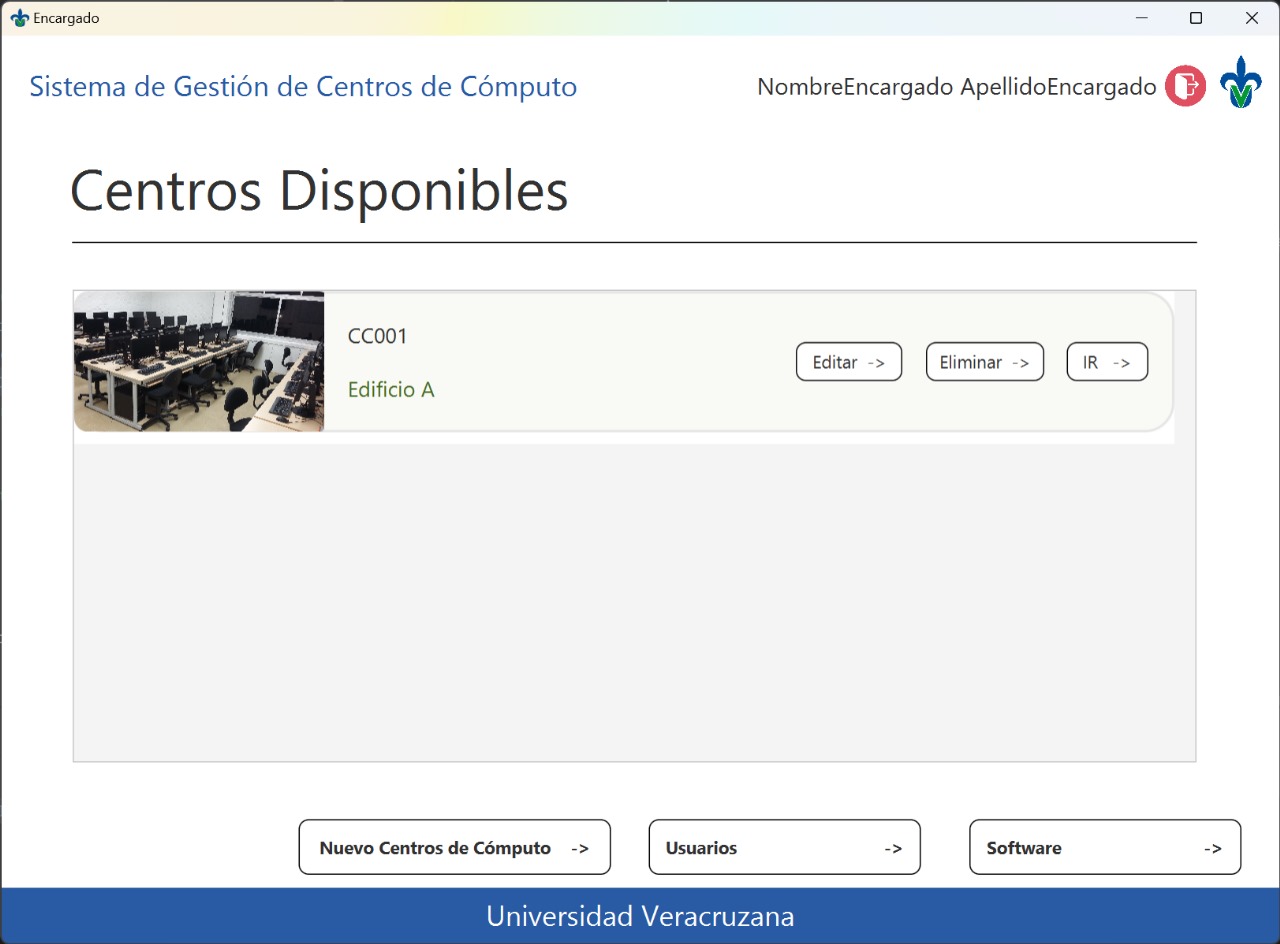 Encargado
Sistema de Gestión de Centros de Cómputo
NombreEncargado ApellidoEncargado
Centros Disponibles
CC001
Edificio A
Editar ->
Eliminar ->
IR ->
Nuevo Centros de Cómputo ->
Usuarios ->
Software ->
Universidad Veracruzana